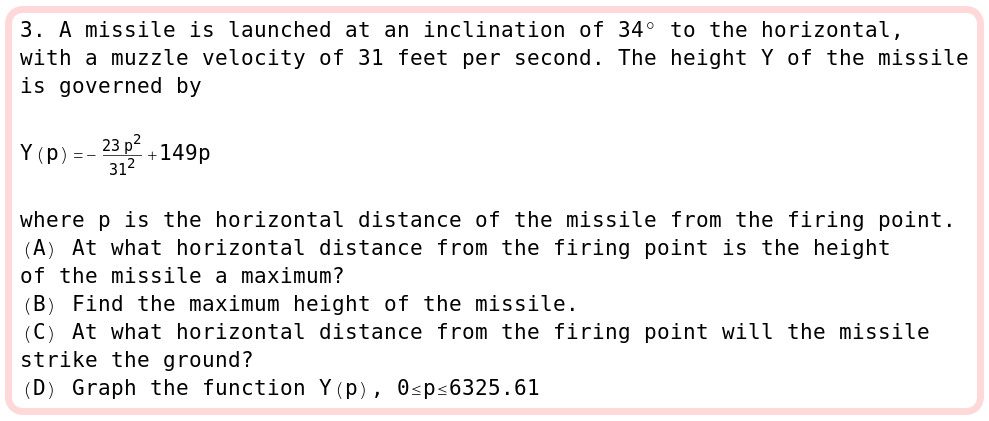 3. A missile is launched at an inclination of 34° to the horizontal,
with a muzzle velocity of 31 feet per second. The height Y of the missile
is governed by
Y(p)=-\frac{23 p^2}{31^2}+149p
where p is the horizontal distance of the missile from the firing point.
(A) At what horizontal distance from the firing point is the height
of the missile a maximum?
(B) Find the maximum height of the missile.
(C) At what horizontal distance from the firing point will the missile
strike the ground?
(D) Graph the function Y(p), 0≤p≤6325.61